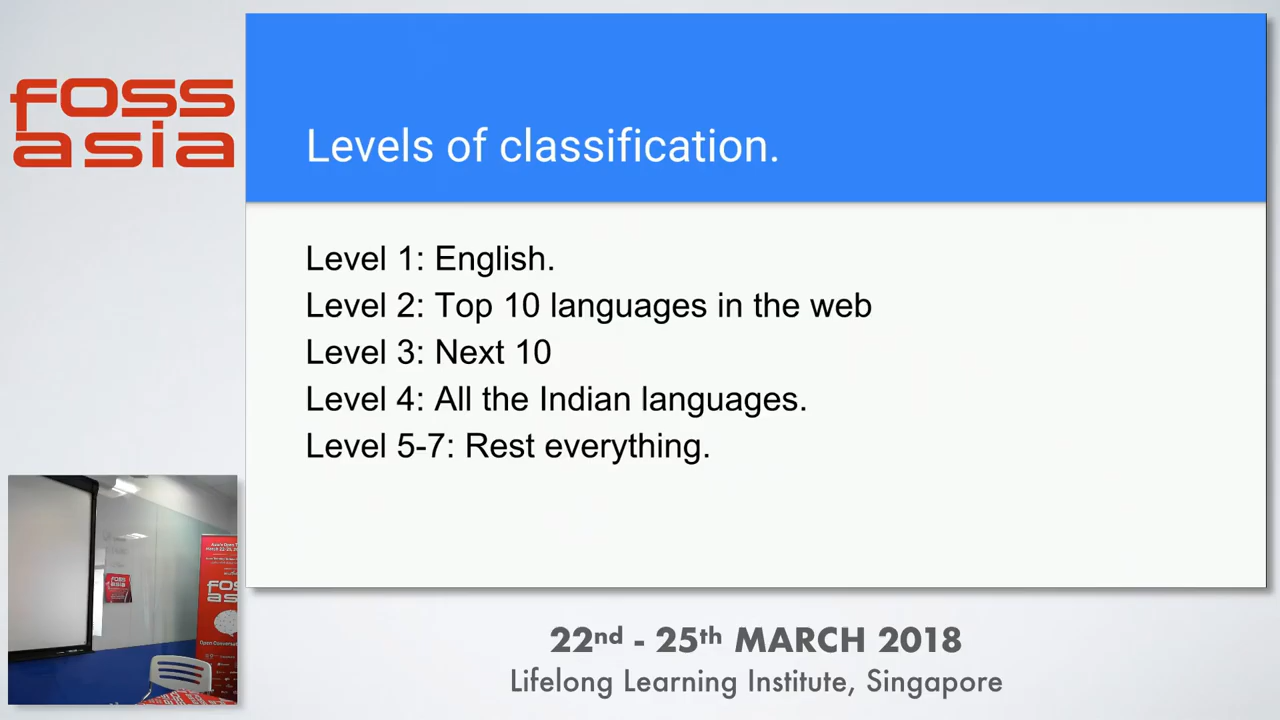 foss
asia
Levels of classification.
Level 1: English.
Level 2: Top 10 languages in the web
Level 3: Next 10
Level 4: All the Indian languages.
Level 5-7: Rest everything.
FOSS
ASIA
22nd - 25th MARCH 2018
Lifelong Learning Institute, Singapore